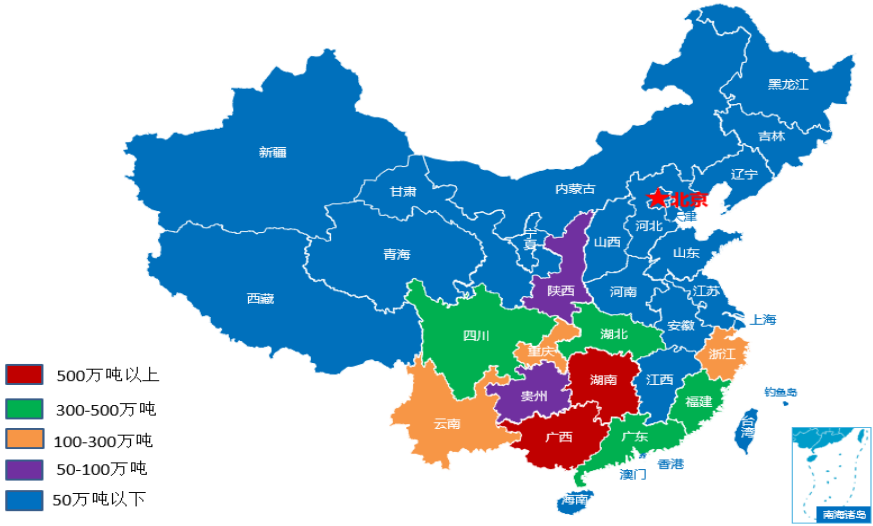 黑龙江
吉林
辽宁
新疆
内蒙古
甘肃
北京
天津
河北
山西
宁夏
青海
山东
陕西
河南
江苏
西藏
安徽
上海
四川
湖北
重庆
浙江
湖南
江西
贵州
福建
钓鱼岛
云南
广西
广东
台湾
香港
澳门
海南
南海诸岛
500万吨以上
300-500万吨
100-300万吨
50-100万吨
50万吨以下